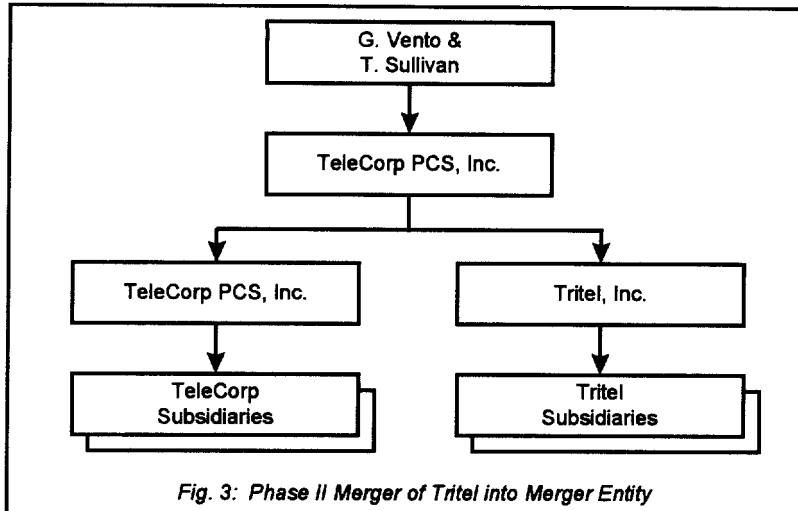 G. Vento &
T. Sullivan
TeleCorp PCS, Inc.
TeleCorp PCS, Inc.
Tritel, Inc.
TeleCorp
Subsidiaries
Tritel
Subsidiaries
Fig. 3: Phase II Merger of Tritel into Merger Entity